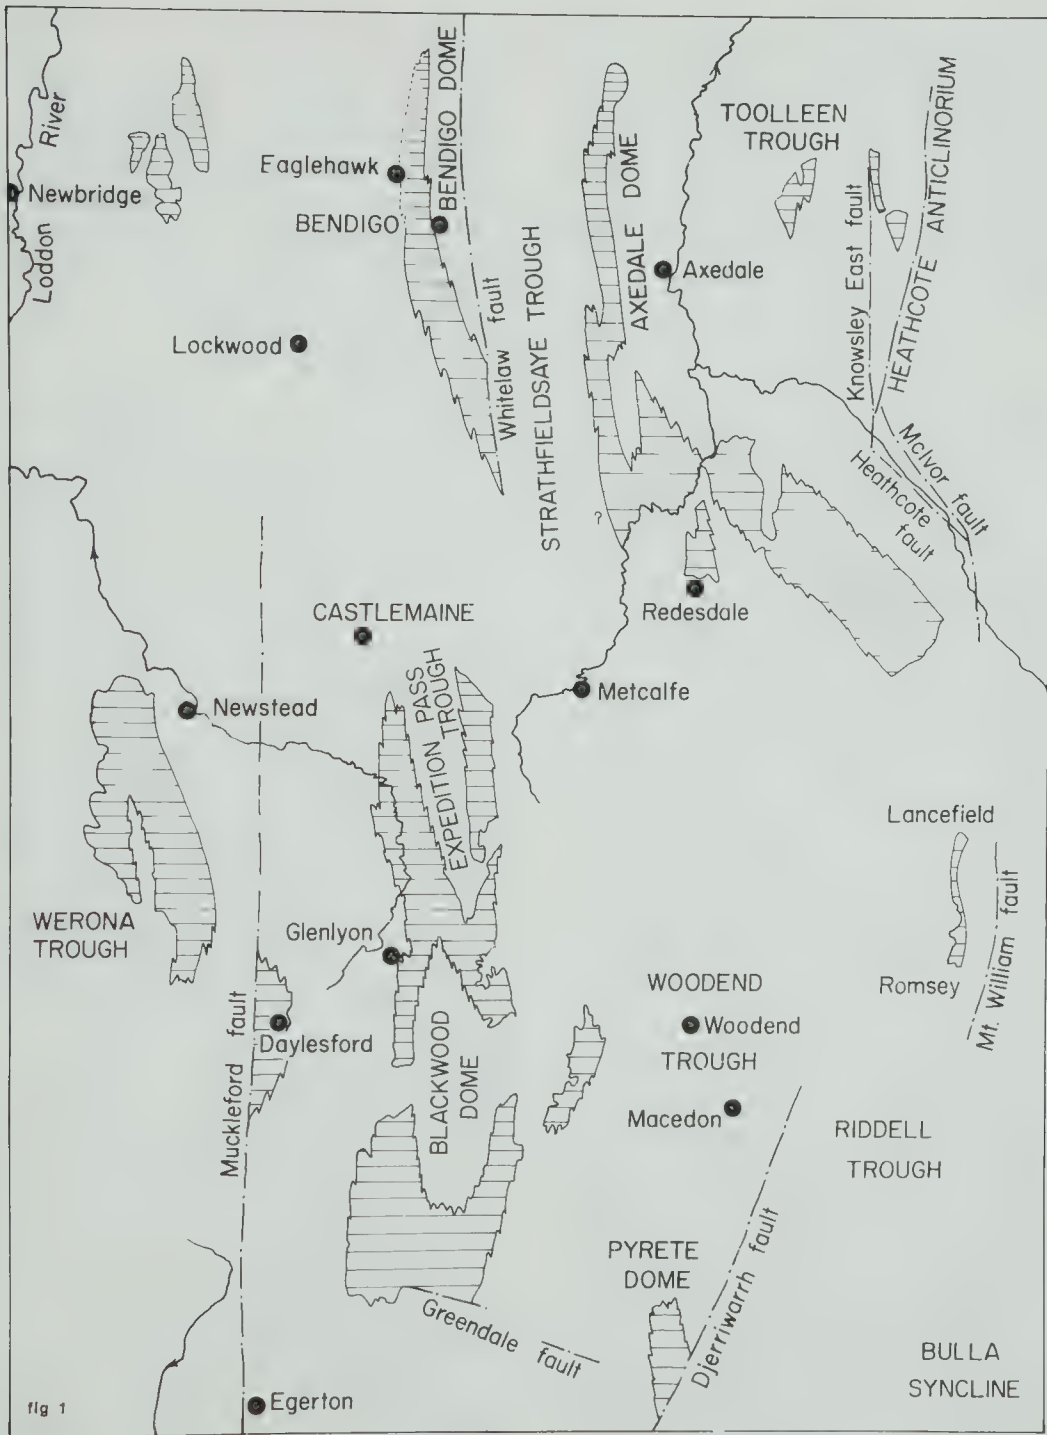 River
Loddon
Newbridge
Eaglehawk
BENDIGO
BENDIGO DOME
Whitelaw fault
STRATHFIELDSAYE TROUGH
AXEDALE DOME
Axedale
TOOLLEEN
TROUGH
Knowsley East fault
HEATHCOTE ANTICLINORIUM
McIvor fault
Heathcote
fault
Lockwood
?
Redesdale
CASTLEMAINE
Metcalfe
Newstead
EXPEDITION PASS
TROUGH
WERONA
TROUGH
Glenlyon
Lancefield
Romsey
Mt. William fault
Muckleford fault
Daylesford
BLACKWOOD
DOME
WOODEND
Woodend
TROUGH
Macedon
RIDDELL
TROUGH
Djerriwarrh fault
PYRETE
DOME
Greendale fault
BULLA
SYNCLINE
Egerton
fig 1